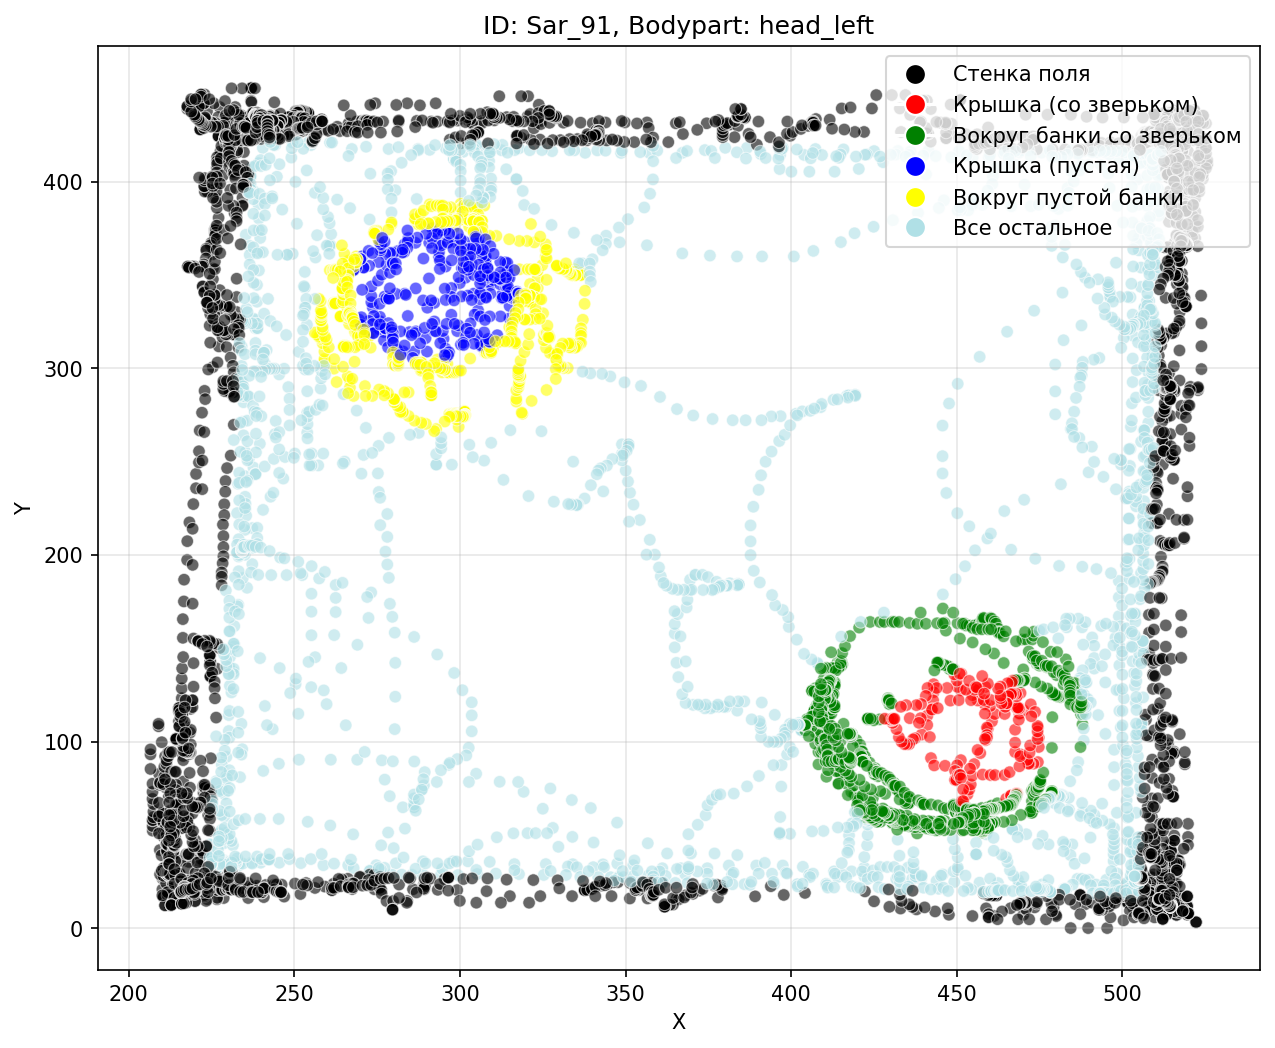 ID: Sar_91, Bodypart: head_left
Стенка поля
Крышка (со зверьком)
Вокруг банки со зверьком
Крышка (пустая)
Вокруг пустой банки
Все остальное
400
300
200
100
0
Y
200 250 300 350 400 450 500
X